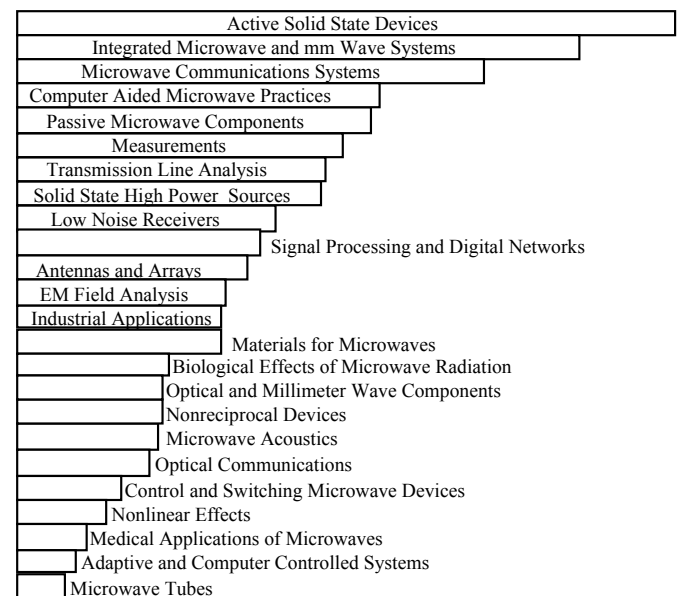 Active Solid State Devices
Integrated Microwave and mm Wave Systems
Microwave Communications Systems
Computer Aided Microwave Practices
Passive Microwave Components
Measurements
Transmission Line Analysis
Solid State High Power Sources
Low Noise Receivers
Signal Processing and Digital Networks
Antennas and Arrays
EM Field Analysis
Industrial Applications
Materials for Microwaves
Biological Effects of Microwave Radiation
Optical and Millimeter Wave Components
Nonreciprocal Devices
Microwave Acoustics
Optical Communications
Control and Switching Microwave Devices
Nonlinear Effects
Medical Applications of Microwaves
Adaptive and Computer Controlled Systems
Microwave Tubes